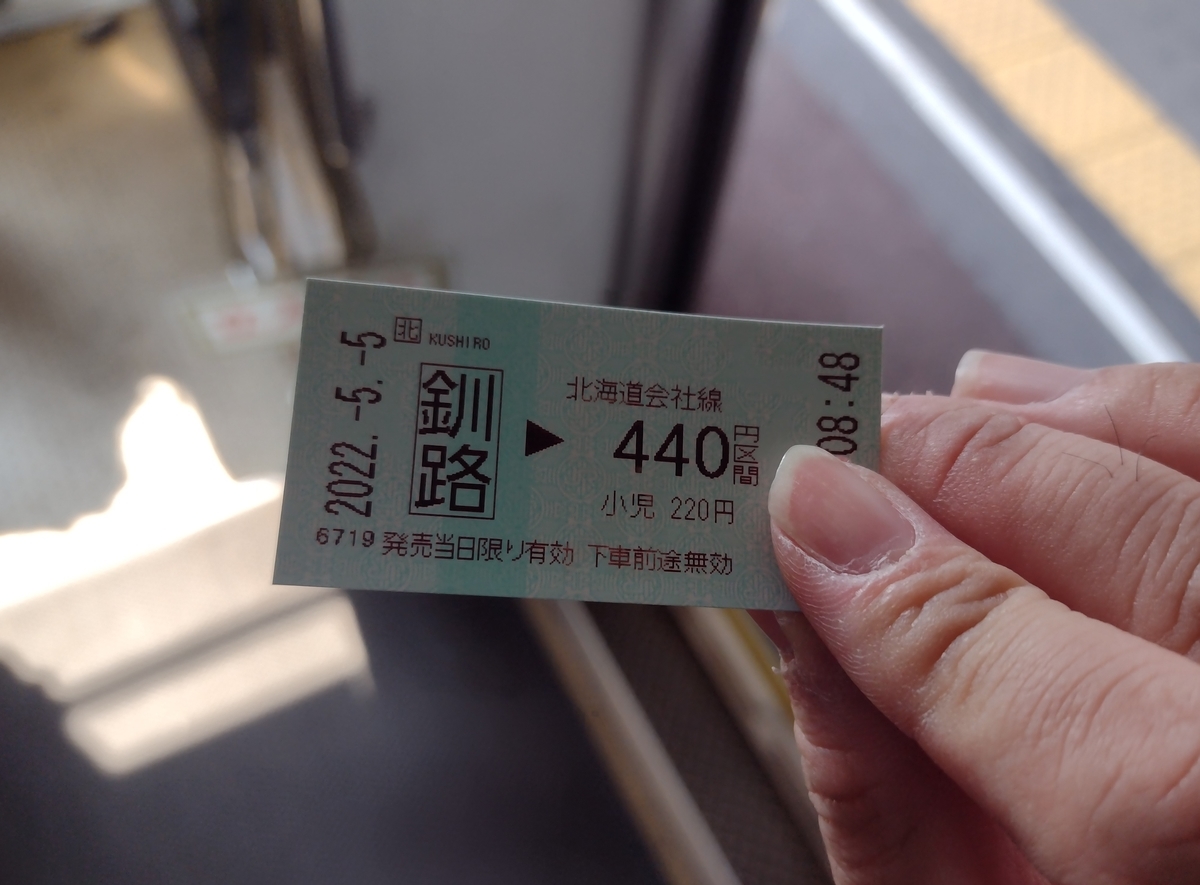 2022.-5.-5
北 KUSHIRO
釧路
▶
北海道会社線
440円区間
小児 220円
08:48
6719 発売当日限り有効 下車前途無効